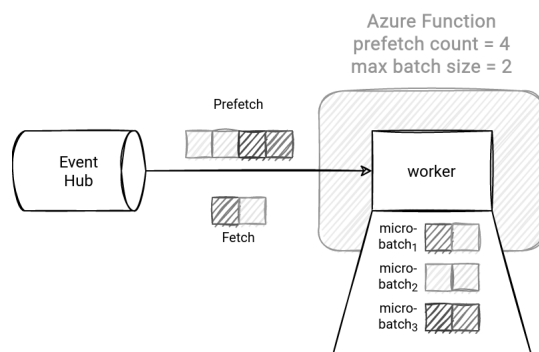 Azure Function
prefetch count = 4
max batch size = 2
Prefetch
Event
Hub
worker
Fetch
micro-
batch1
micro-
batch2
micro-
batch3